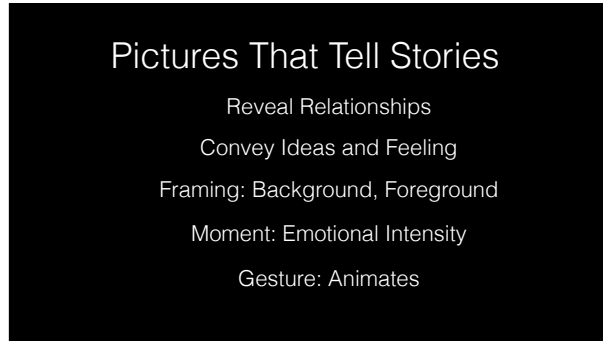 Pictures That Tell Stories
Reveal Relationships
Convey Ideas and Feeling
Framing: Background, Foreground
Moment: Emotional Intensity
Gesture: Animates